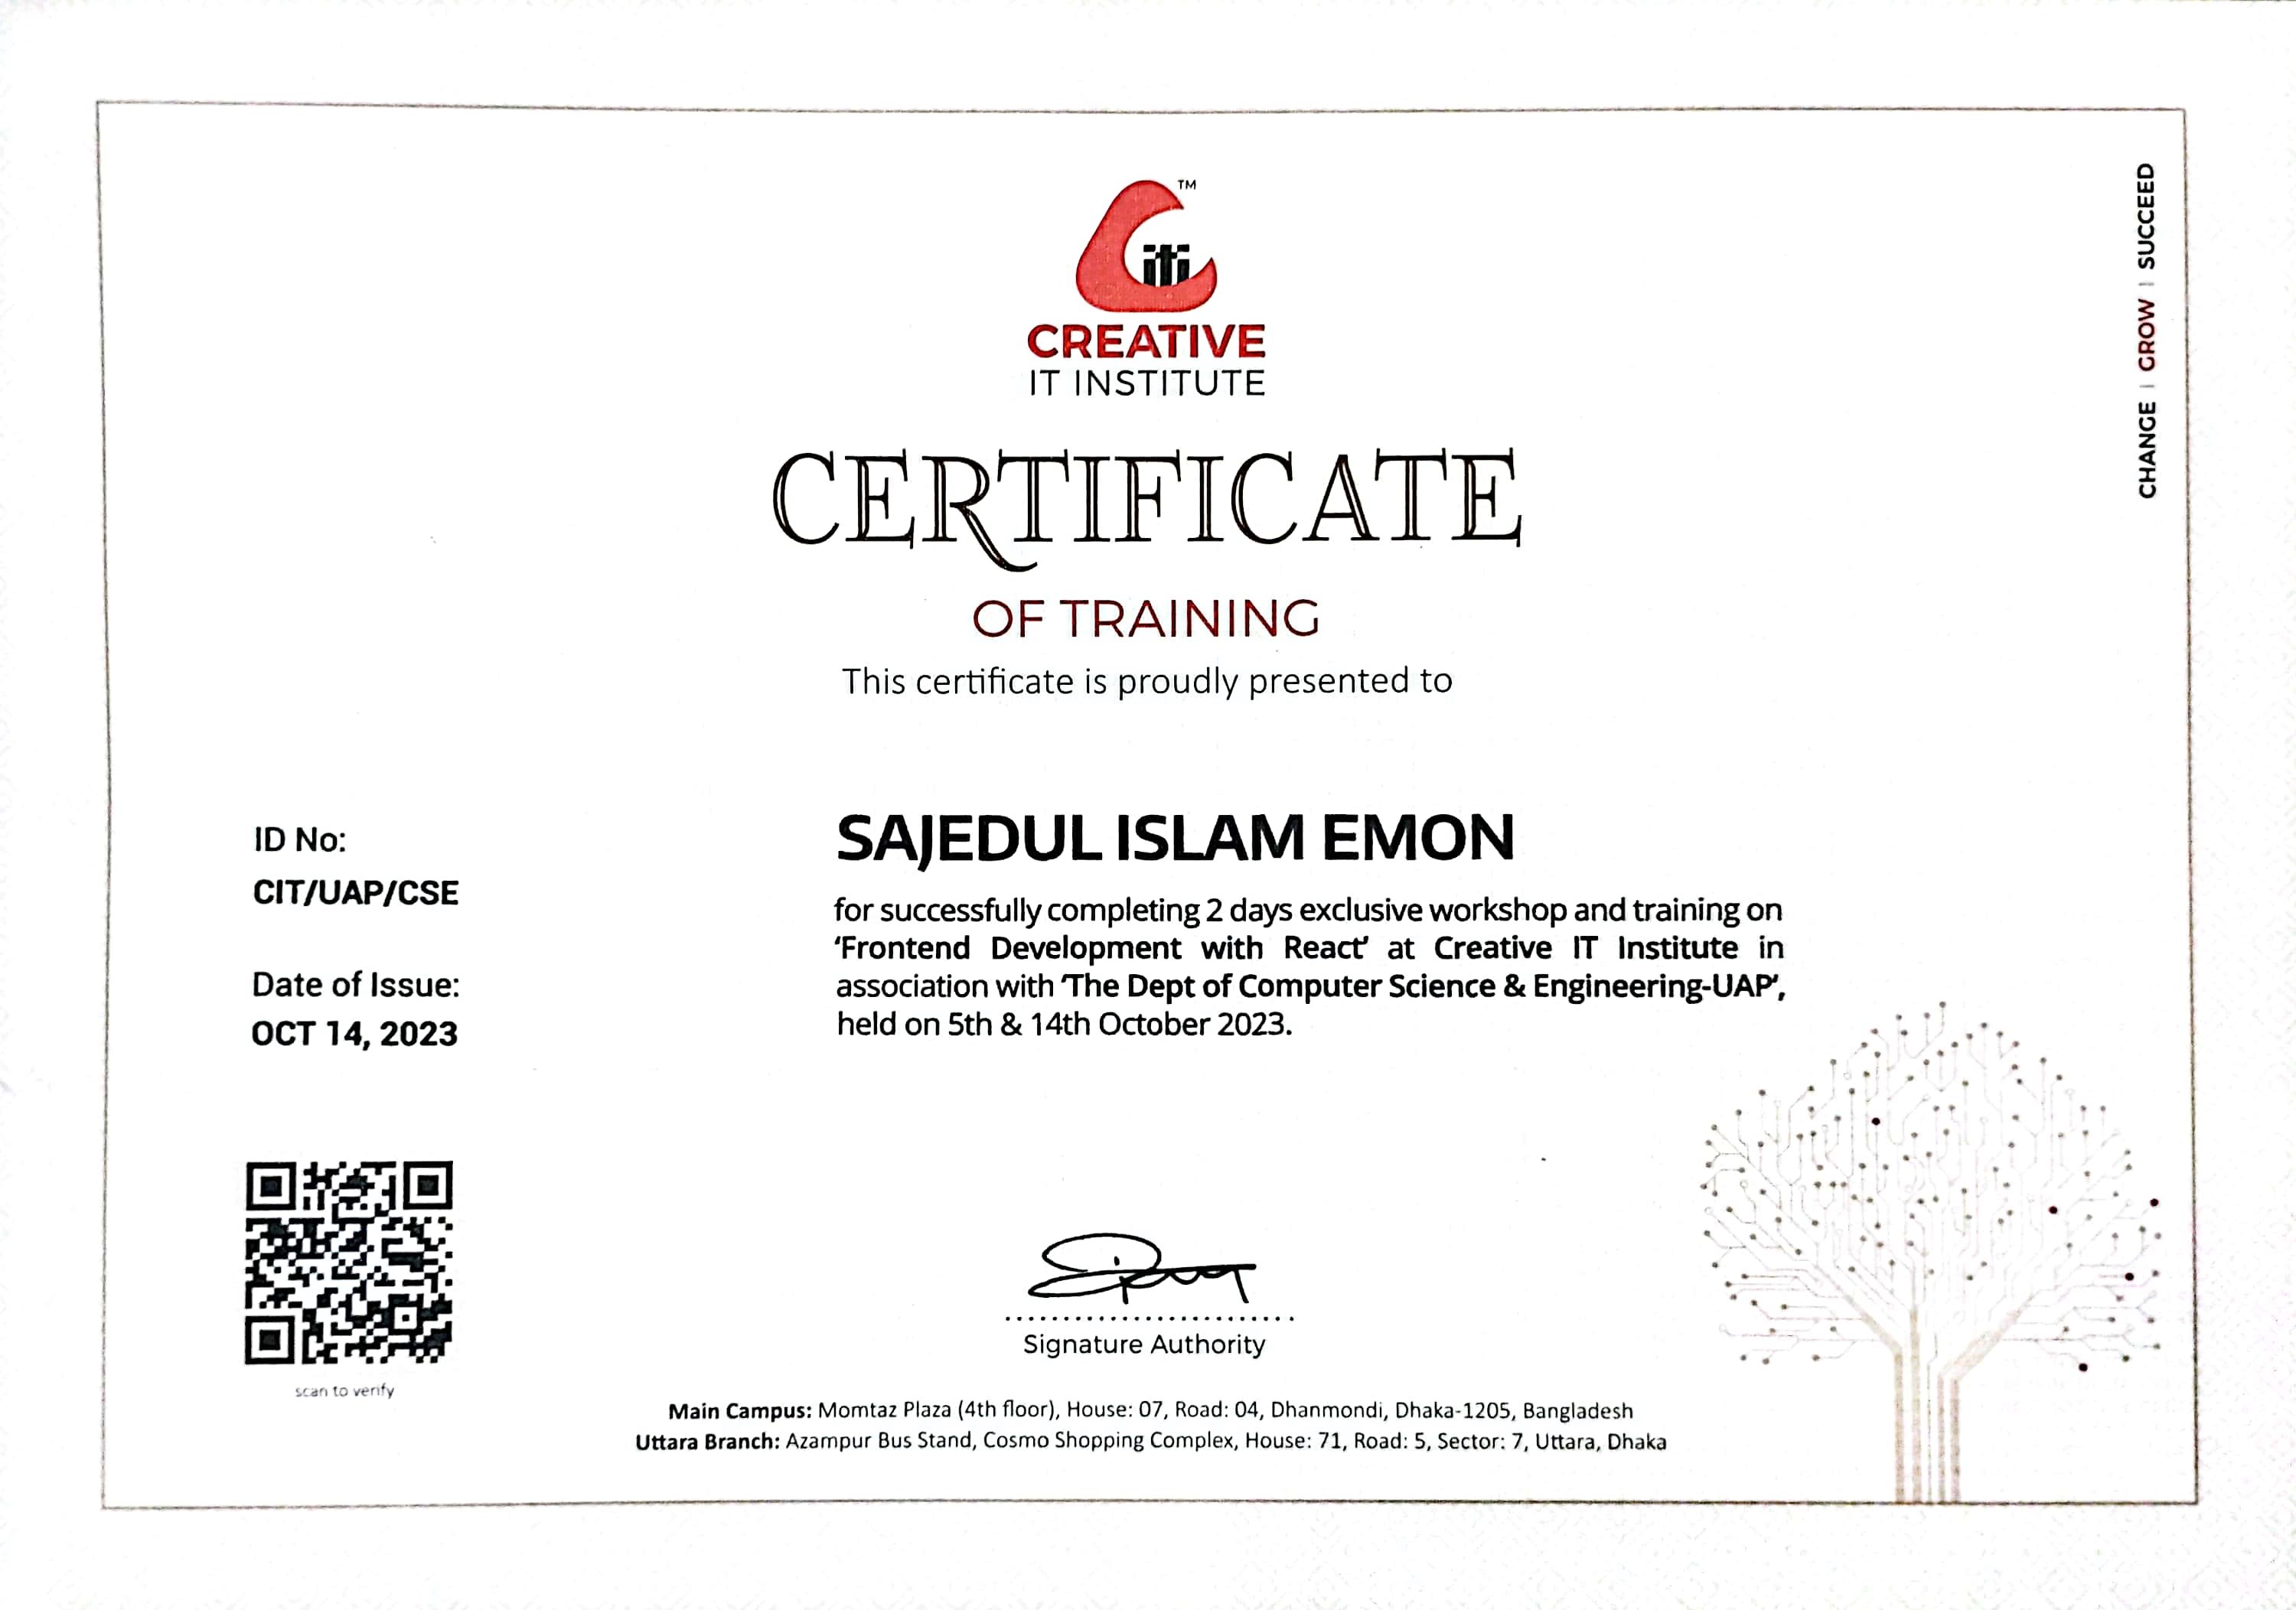 TM
iti
CREATIVE
IT INSTITUTE
CHANGE | GROW | SUCCEED
CERTIFICATE
OF TRAINING
This certificate is proudly presented to
ID No:
CIT/UAP/CSE
Date of Issue:
OCT 14, 2023
SAJEDUL ISLAM EMON
for successfully completing 2 days exclusive workshop and training on
‘Frontend Development with React’ at Creative IT Institute in
association with ‘The Dept of Computer Science & Engineering-UAP’,
held on 5th & 14th October 2023.
scan to verify
Signature Authority
Main Campus: Momtaz Plaza (4th floor), House: 07, Road: 04, Dhanmondi, Dhaka-1205, Bangladesh
Uttara Branch: Azampur Bus Stand, Cosmo Shopping Complex, House: 71, Road: 5, Sector: 7, Uttara, Dhaka